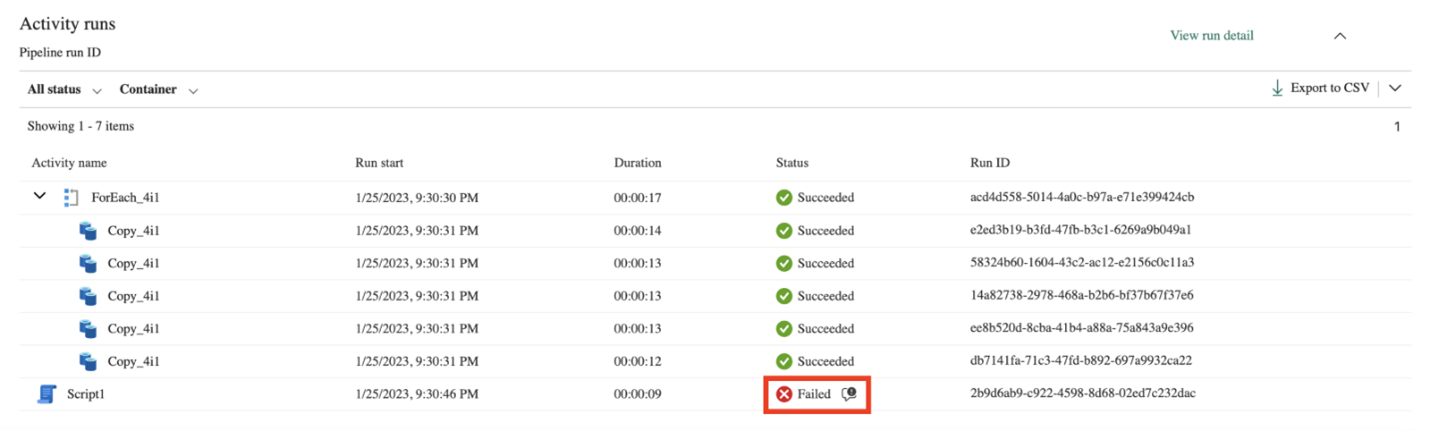 Activity runs
View run detail
Pipeline run ID
All status Container Export to CSV
Showing 1 - 7 items 1
Activity name Run start Duration Status Run ID
ForEach_4i1 1/25/2023, 9:30:30 PM 00:00:17 Succeeded acd4d558-5014-4a0c-b97a-e71e399424cb
Copy_4i1 1/25/2023, 9:30:31 PM 00:00:14 Succeeded e2ed3b19-b3fd-47fb-b3c1-6269a9b049a1
Copy_4i1 1/25/2023, 9:30:31 PM 00:00:13 Succeeded 58324b60-1604-43c2-ac12-e2156c0c11a3
Copy_4i1 1/25/2023, 9:30:31 PM 00:00:13 Succeeded 14a82738-2978-468a-b2b6-bf37b67f37e6
Copy_4i1 1/25/2023, 9:30:31 PM 00:00:13 Succeeded ee8b520d-8cba-41b4-a88a-75a843a9e396
Copy_4i1 1/25/2023, 9:30:31 PM 00:00:12 Succeeded db7141fa-71c3-47fd-b892-697a9932ca22
Script1 1/25/2023, 9:30:46 PM 00:00:09 Failed 2b9d6ab9-c922-4598-8d68-02ed7c232dac